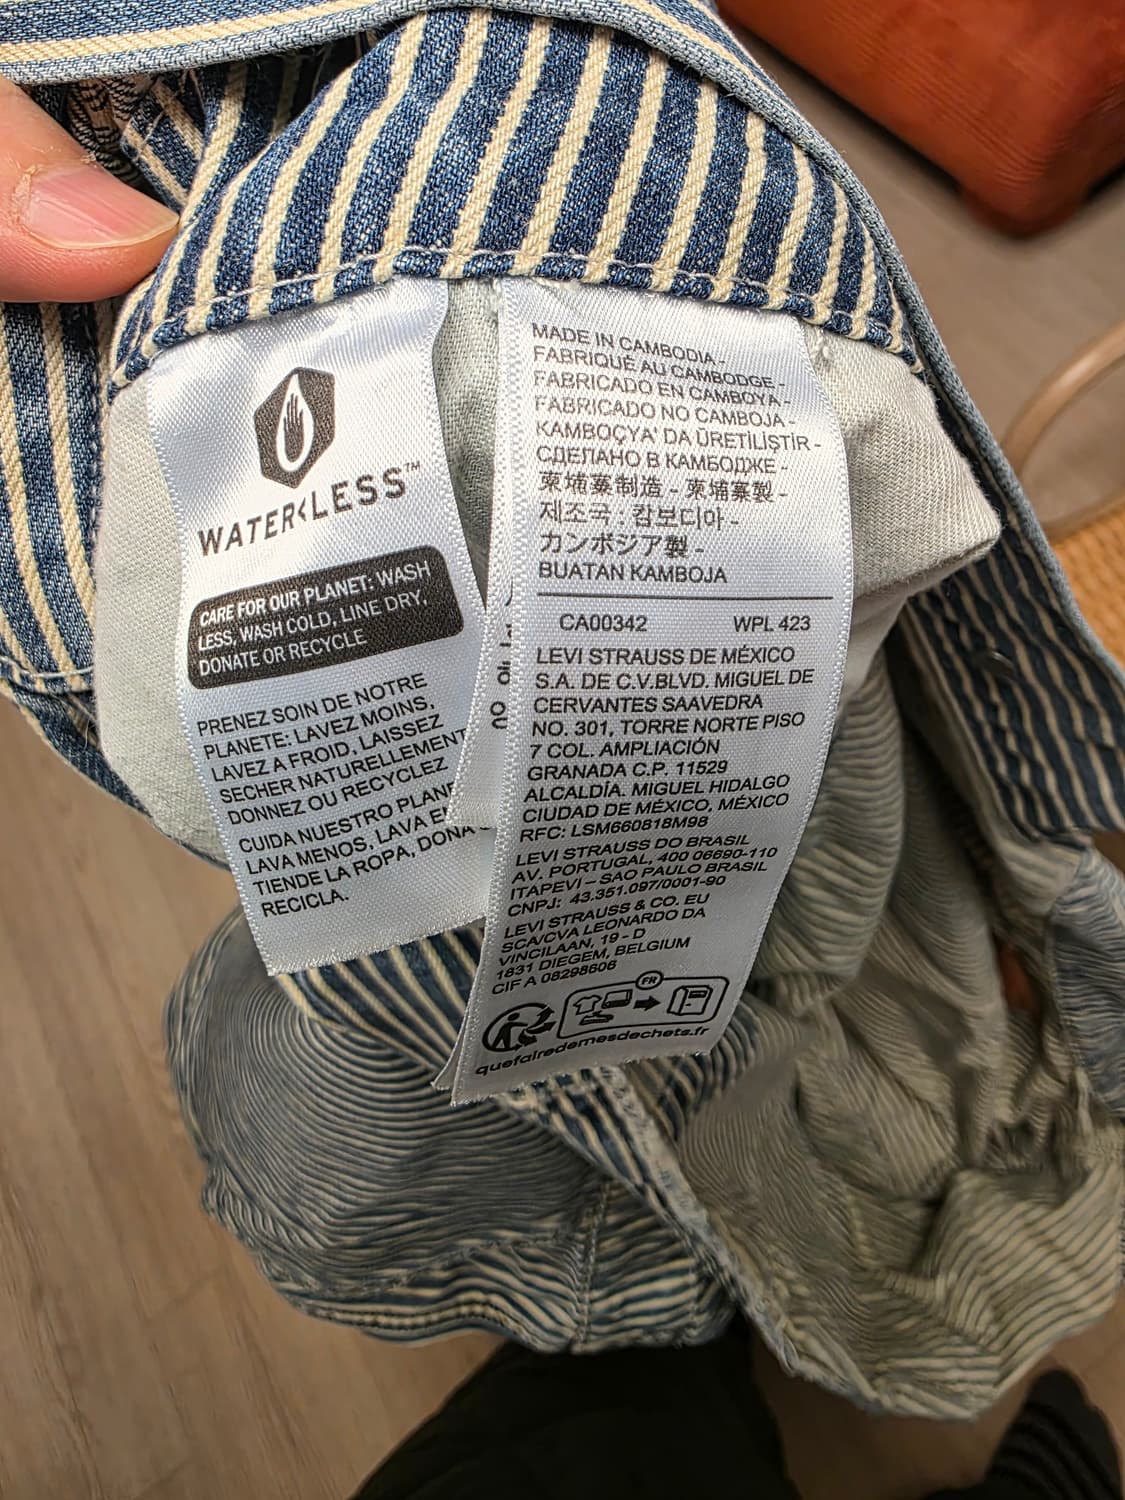 WATER<LESS™
CARE FOR OUR PLANET: WASH
LESS, WASH COLD, LINE DRY,
DONATE OR RECYCLE
PRENEZ SOIN DE NOTRE
PLANETE: LAVEZ MOINS,
LAVEZ A FROID, LAISSEZ
SECHER NATURELLEMENT
DONNEZ OU RECYCLEZ
CUIDA NUESTRO
LAVA MENOS, LAVA
TIENDE LA ROPA, DONA
RECICLA.
MADE IN CAMBODIA -
FABRIQUÉ AU CAMBODGE -
FABRICADO EN CAMBOYA -
FABRICADO NO CAMBOJA -
KAMBOÇYA' DA ÜRETİLİŞTİR -
СДЕЛАНО В КАМБОДЖЕ -
柬埔寨制造 - 柬埔寨製 -
제조국 : 캄보디아 -
カンボジア製 -
BUATAN KAMBOJA
CA00342 WPL 423
LEVI STRAUSS DE MÉXICO
S.A. DE C.V.BLVD. MIGUEL DE
CERVANTES SAAVEDRA
NO. 301, TORRE NORTE PISO
7 COL. AMPLIACIÓN
GRANADA C.P. 11529
ALCALDÍA. MIGUEL HIDALGO
CIUDAD DE MÉXICO, MÉXICO
RFC: LSM660818M98
LEVI STRAUSS DO BRASIL
AV. PORTUGAL, 400 06690-110
ITAPEVI – SAO PAULO BRASIL
CNPJ: 43.351.097/0001-90
LEVI STRAUSS & CO. EU
SCA/CVA LEONARDO DA
VINCILAAN, 19 - D
1831 DIEGEM, BELGIUM
CIF A 08298606
FR
quefairedemesdechets.fr